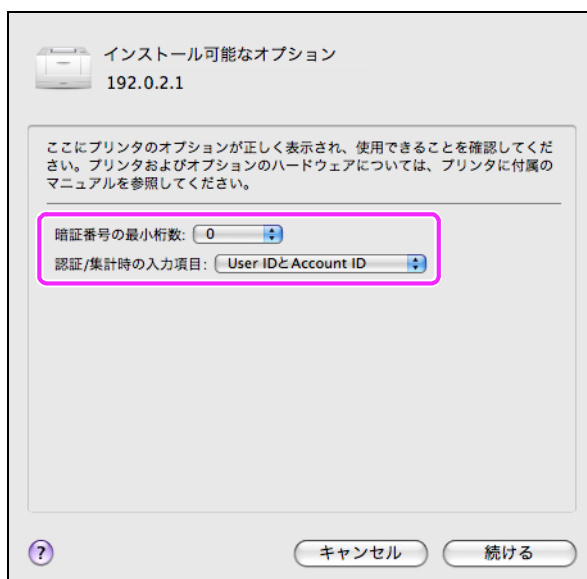 インストール可能なオプション
192.0.2.1
ここにプリンタのオプションが正しく表示され、使用できることを確認してくだ
さい。プリンタおよびオプションのハードウェアについては、プリンタに付属の
マニュアルを参照してください。
暗証番号の最小桁数: 0
認証/集計時の入力項目: User IDとAccount ID
? キャンセル 続ける